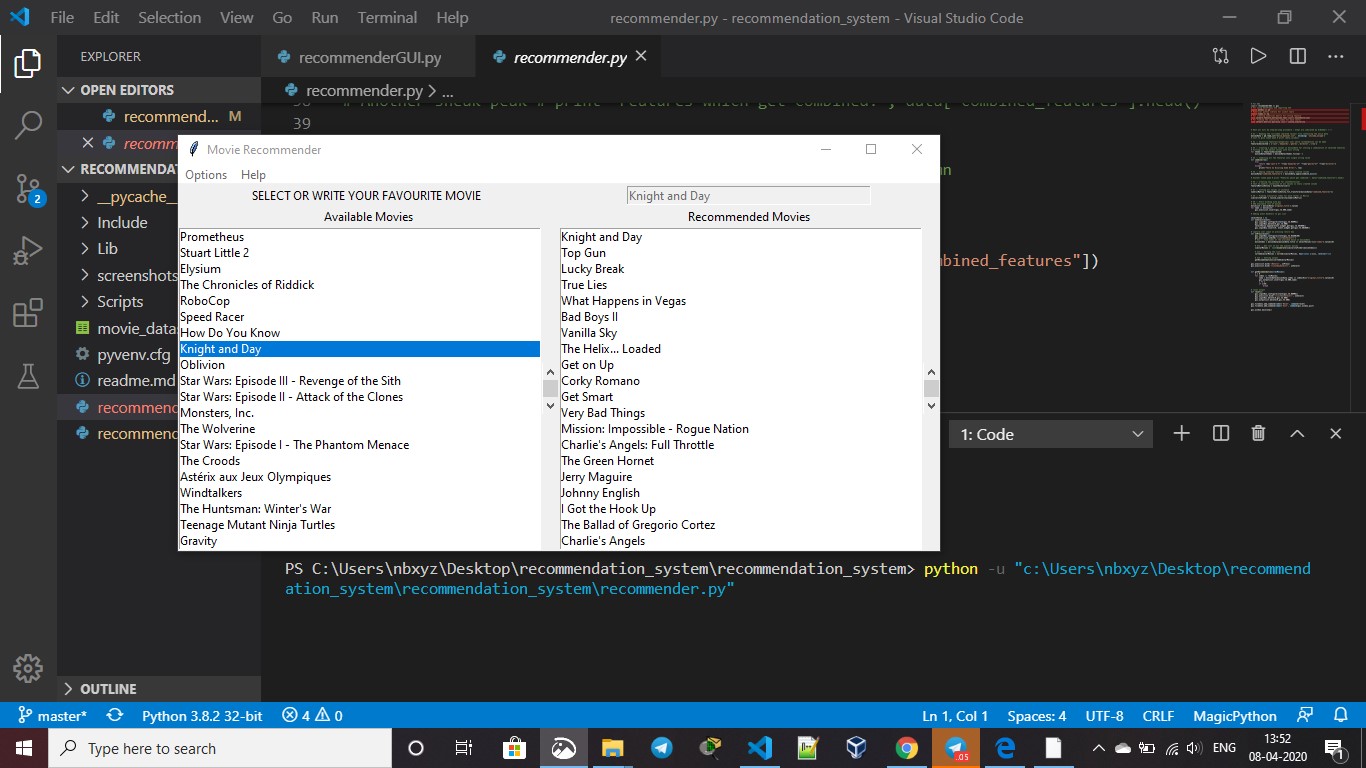 File Edit Selection View Go Run Terminal Help recommender.py - recommendation_system - Visual Studio Code
EXPLORER
recommenderGUI.py recommender.py
OPEN EDITORS
recommender.py > ...
recommend... M
recomm
39
RECOMMENDAT
__pycache__
Include
Lib
screenshots
Scripts
movie_datas
pyvenv.cfg
readme.md
recommend
recommend
OUTLINE
2
Movie Recommender
Options Help
SELECT OR WRITE YOUR FAVOURITE MOVIE Knight and Day
Available Movies Recommended Movies
Prometheus Knight and Day
Stuart Little 2 Top Gun
Elysium Lucky Break
The Chronicles of Riddick True Lies
RoboCop What Happens in Vegas
Speed Racer Bad Boys II
How Do You Know Vanilla Sky
Knight and Day The Helix... Loaded
Oblivion Get on Up
Star Wars: Episode III - Revenge of the Sith Corky Romano
Star Wars: Episode II - Attack of the Clones Get Smart
Monsters, Inc. Very Bad Things
The Wolverine Mission: Impossible - Rogue Nation
Star Wars: Episode I - The Phantom Menace Charlie's Angels: Full Throttle
The Croods The Green Hornet
Astérix aux Jeux Olympiques Jerry Maguire
Windtalkers Johnny English
The Huntsman: Winter's War I Got the Hook Up
Teenage Mutant Ninja Turtles The Ballad of Gregorio Cortez
Gravity Charlie's Angels
mbined_features"])
1: Code
PS C:\Users\nbxyz\Desktop\recommendation_system\recommendation_system> python -u "c:\Users\nbxyz\Desktop\recommend
ation_system\recommendation_system\recommender.py"
master* Python 3.8.2 32-bit 4 0 Ln 1, Col 1 Spaces: 4 UTF-8 CRLF MagicPython
Type here to search
ENG
13:52
08-04-2020
1